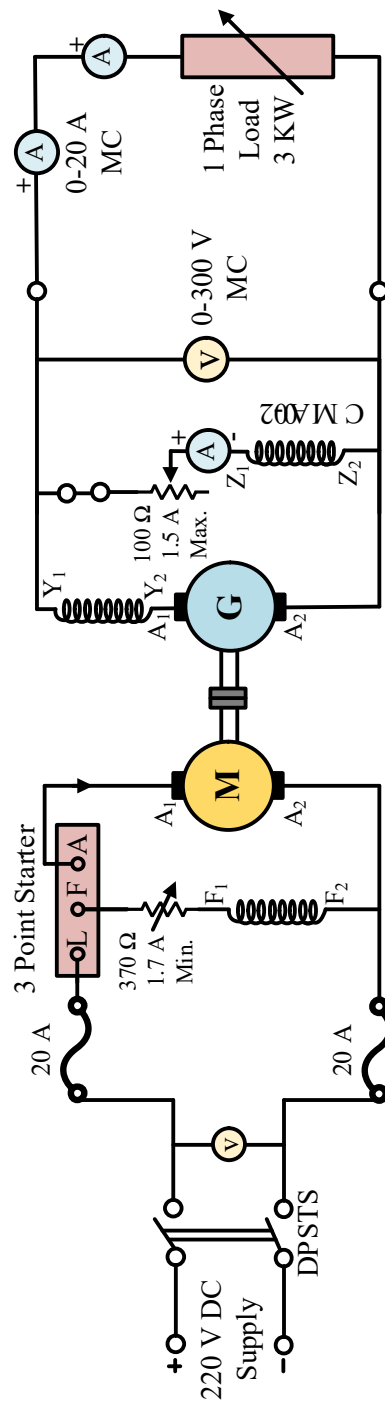 +
220 V DC
Supply
-
DPSTS
V
20 A
20 A
3 Point Starter
L F A
370 Ω
1.7 A
Min.
F1
F2
A1
M
A2
Y1
Y2
A1
G
A2
100 Ω
1.5 A
Max.
+
A
-
Z1
Z2
V
0-300 V
MC
+
A
0-20 A
MC
+
A
1 Phase
Load
3 KW